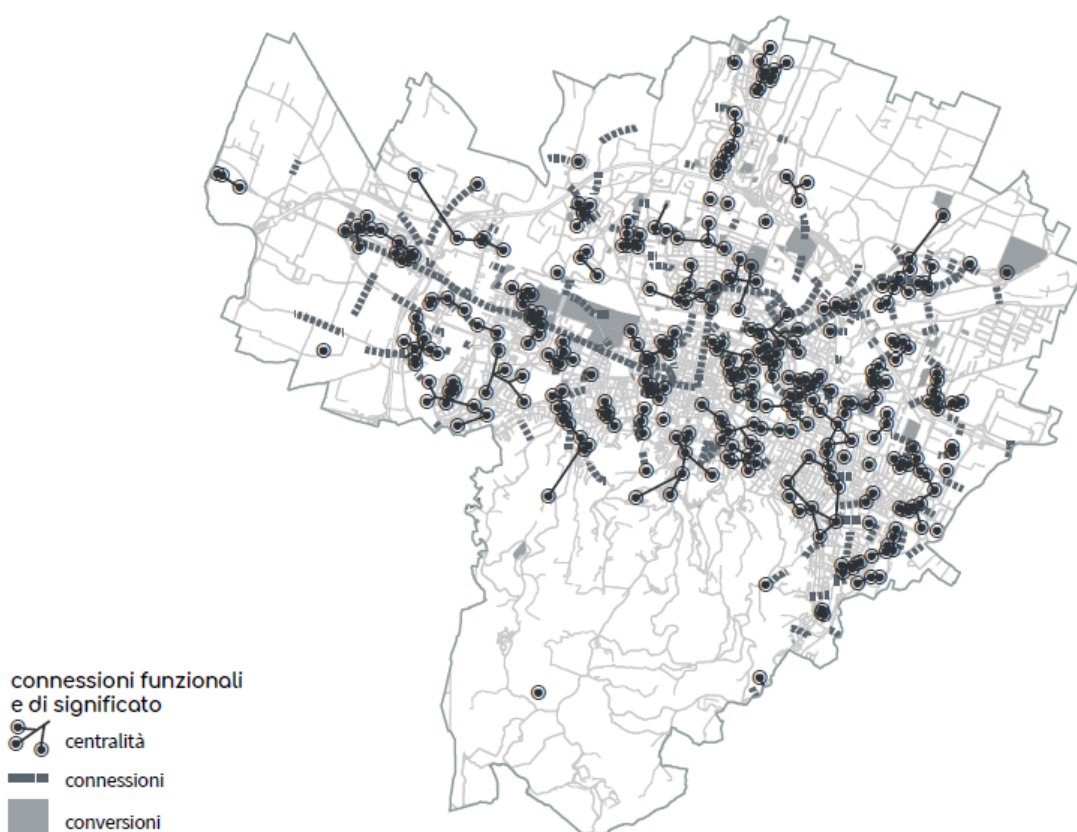 connessioni funzionali
e di significato
centralità
connessioni
conversioni